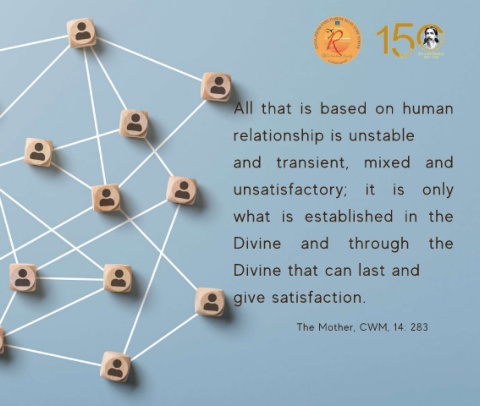 R
150
All that is based on human
relationship is unstable
and transient, mixed and
unsatisfactory; it is only
what is established in the
Divine and through the
Divine that can last and
give satisfaction.
The Mother, CWM, 14: 283